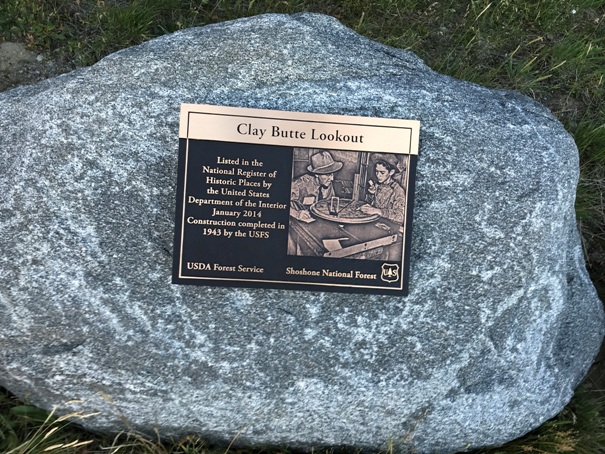 Clay Butte Lookout
Listed in the
National Register of
Historic Places by
the United States
Department of the Interior
January 2014
Construction completed in
1943 by the USFS
USDA Forest Service
Shoshone National Forest
UAS